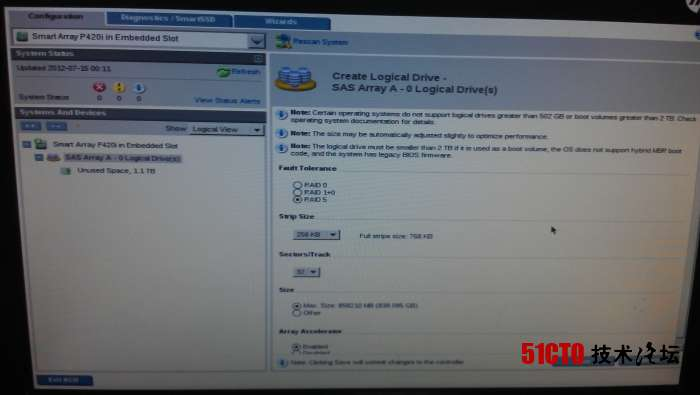 Configuration
Diagnostics / SmartSSD
Wizards
Smart Array P420i in Embedded Slot
Rescan System
System Status
Updated 2012-07-15 00:11
Refresh
System Status
0 0 0
View Status Alerts
Systems And Devices
Show Logical View
Smart Array P420i in Embedded Slot
SAS Array A - 0 Logical Drive(s)
Unused Space, 1.1 TB
Create Logical Drive -
SAS Array A - 0 Logical Drive(s)
Note: Certain operating systems do not support logical drives greater than 502 GB or boot volumes greater than 2 TB. Check
operating system documentation for details.
Note: The size may be automatically adjusted slightly to optimize performance.
Note: The logical drive must be smaller than 2 TB if it is used as a boot volume, the OS does not support hybrid MBR boot
code, and the system has legacy BIOS firmware.
Fault Tolerance
RAID 0
RAID 1+0
RAID 5
Strip Size
256 KB
Full stripe size: 768 KB
Sectors/Track
32
Size
Max. Size:
Other
Array Accelerator
Enabled
Disabled
Note: Clicking Save will commit changes to the controller
Exit ACU
51CTO 技术论坛